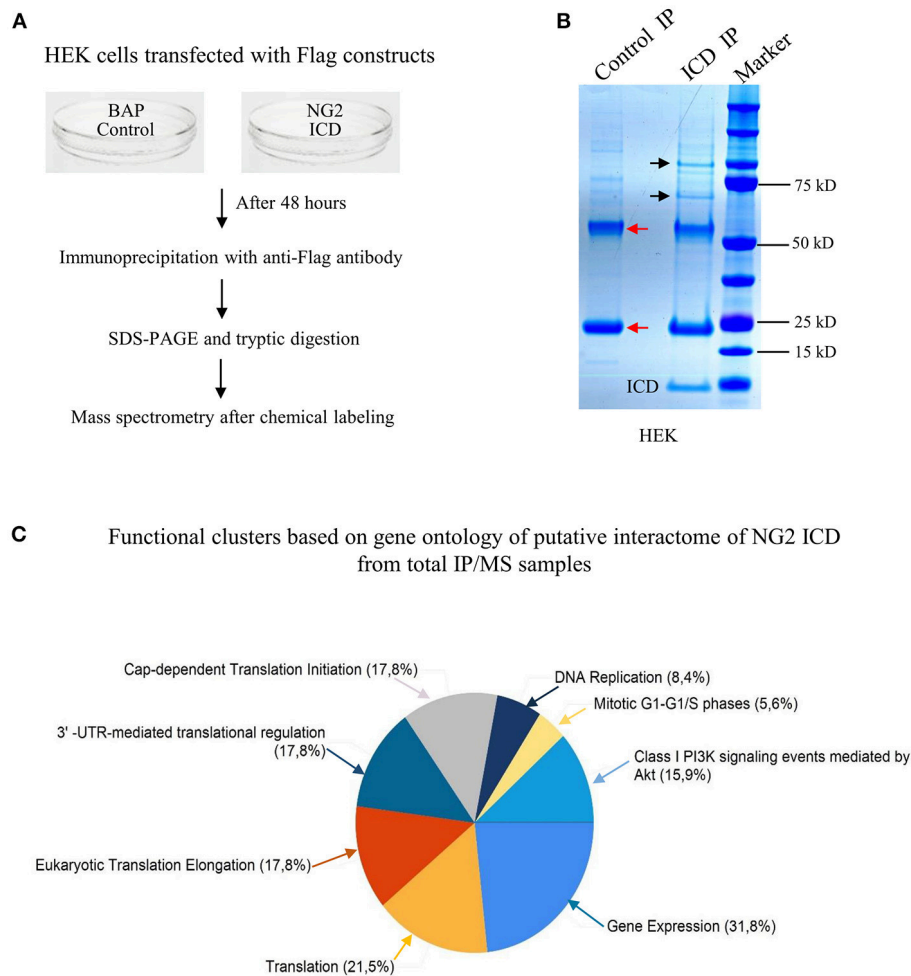 A
HEK cells transfected with Flag constructs
BAP
Control
NG2
ICD
After 48 hours
Immunoprecipitation with anti-Flag antibody
SDS-PAGE and tryptic digestion
Mass spectrometry after chemical labeling
B
Control IP
ICD IP
Marker
75 kD
50 kD
25 kD
15 kD
ICD
HEK
C
Functional clusters based on gene ontology of putative interactome of NG2 ICD
from total IP/MS samples
Cap-dependent Translation Initiation (17,8%)
DNA Replication (8,4%)
Mitotic G1-G1/S phases (5,6%)
3' -UTR-mediated translational regulation
(17,8%)
Class I PI3K signaling events mediated by
Akt (15,9%)
Eukaryotic Translation Elongation (17,8%)
Gene Expression (31,8%)
Translation (21,5%)